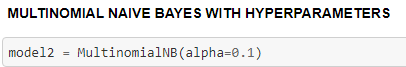 MULTINOMIAL NAIVE BAYES WITH HYPERPARAMETERS
model2 = MultinomialNB(alpha=0.1)